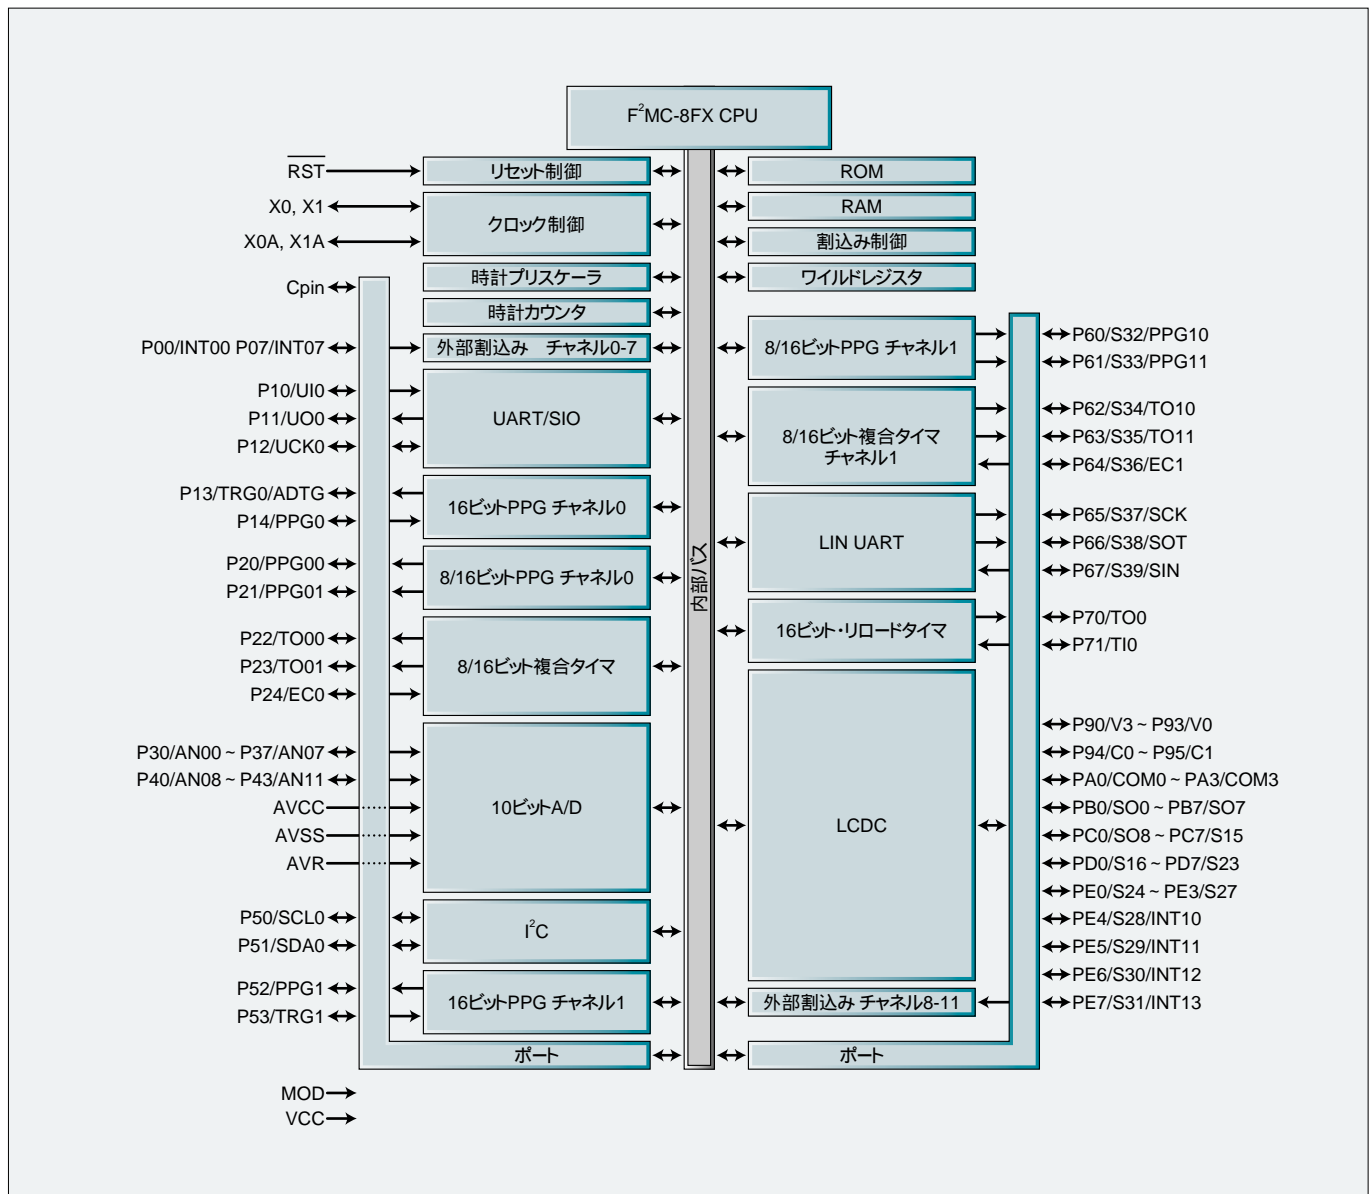 F²MC-8FX CPU
RST
X0, X1
X0A, X1A
Cpin
P00/INT00 P07/INT07
P10/UI0
P11/UO0
P12/UCK0
P13/TRG0/ADTG
P14/PPG0
P20/PPG00
P21/PPG01
P22/TO00
P23/TO01
P24/EC0
P30/AN00 ~ P37/AN07
P40/AN08 ~ P43/AN11
AVCC
AVSS
AVR
P50/SCL0
P51/SDA0
P52/PPG1
P53/TRG1
MOD
VCC
リセット制御
クロック制御
時計プリスケーラ
時計カウンタ
外部割込み チャネル0-7
UART/SIO
16ビットPPG チャネル0
8/16ビットPPG チャネル0
8/16ビット複合タイマ
10ビットA/D
I²C
16ビットPPG チャネル1
ポート
内部バス
ROM
RAM
割込み制御
ワイルドレジスタ
8/16ビットPPG チャネル1
8/16ビット複合タイマ
チャネル1
LIN UART
16ビット・リロードタイマ
LCDC
外部割込み チャネル8-11
ポート
P60/S32/PPG10
P61/S33/PPG11
P62/S34/TO10
P63/S35/TO11
P64/S36/EC1
P65/S37/SCK
P66/S38/SOT
P67/S39/SIN
P70/TO0
P71/TI0
P90/V3 ~ P93/V0
P94/C0 ~ P95/C1
PA0/COM0 ~ PA3/COM3
PB0/SO0 ~ PB7/SO7
PC0/SO8 ~ PC7/S15
PD0/S16 ~ PD7/S23
PE0/S24 ~ PE3/S27
PE4/S28/INT10
PE5/S29/INT11
PE6/S30/INT12
PE7/S31/INT13